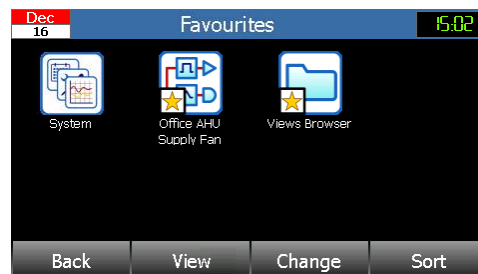 Dec
16
Favourites
15:02
System
Office AHU
Supply Fan
Views Browser
Back
View
Change
Sort